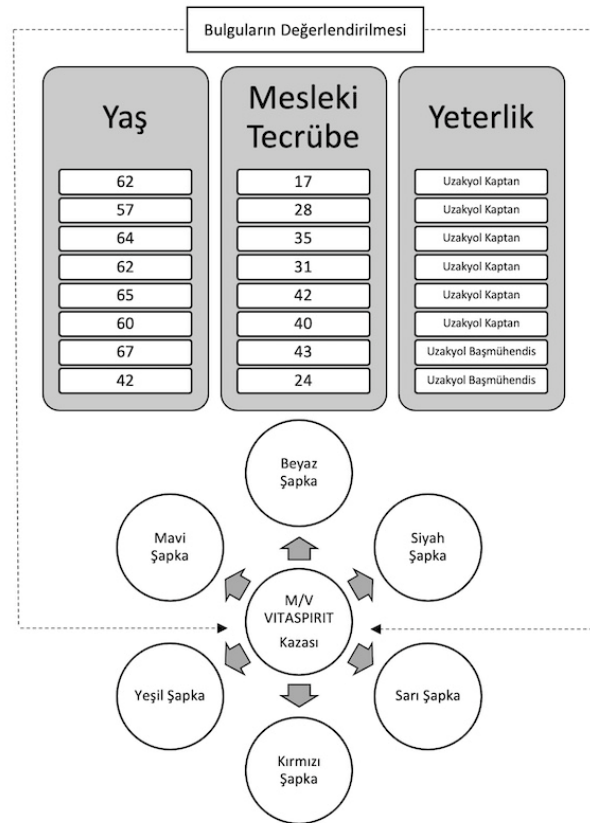 Bulguların Değerlendirilmesi
Yaş
62
57
64
62
65
60
67
42
Mesleki
Tecrübe
17
28
35
31
42
40
43
24
Yeterlik
Uzakyol Kaptan
Uzakyol Kaptan
Uzakyol Kaptan
Uzakyol Kaptan
Uzakyol Kaptan
Uzakyol Kaptan
Uzakyol Başmühendis
Uzakyol Başmühendis
Beyaz
Şapka
Mavi
Şapka
Siyah
Şapka
M/V
VITASPIRIT
Kazası
Yeşil Şapka
Sarı Şapka
Kırmızı
Şapka